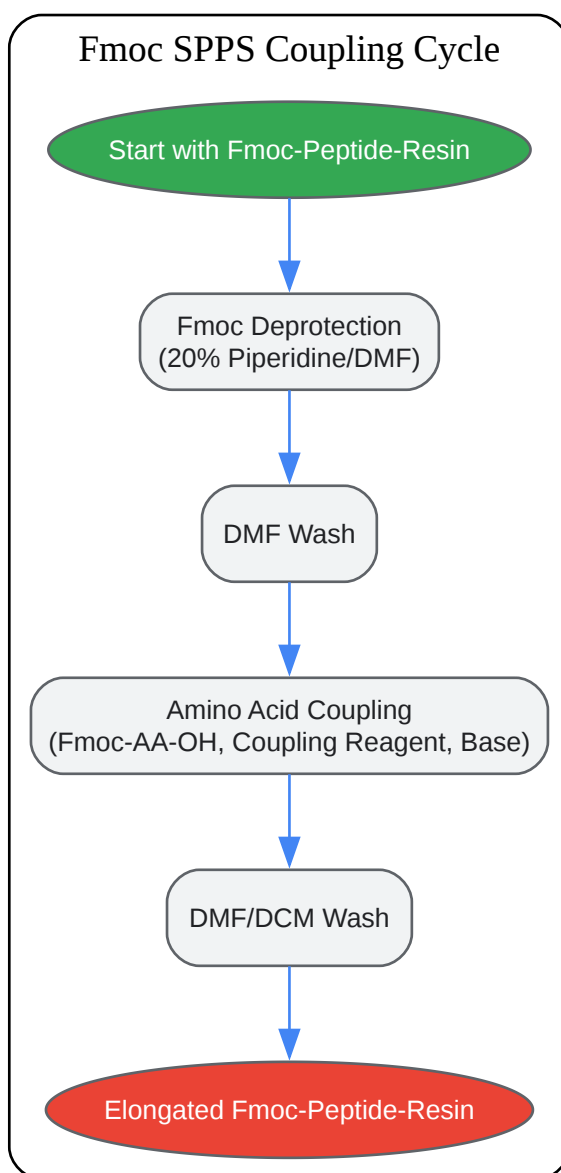 Fmoc SPPS Coupling Cycle
Start with Fmoc-Peptide-Resin
Fmoc Deprotection
(20% Piperidine/DMF)
DMF Wash
Amino Acid Coupling
(Fmoc-AA-OH, Coupling Reagent, Base)
DMF/DCM Wash
Elongated Fmoc-Peptide-Resin